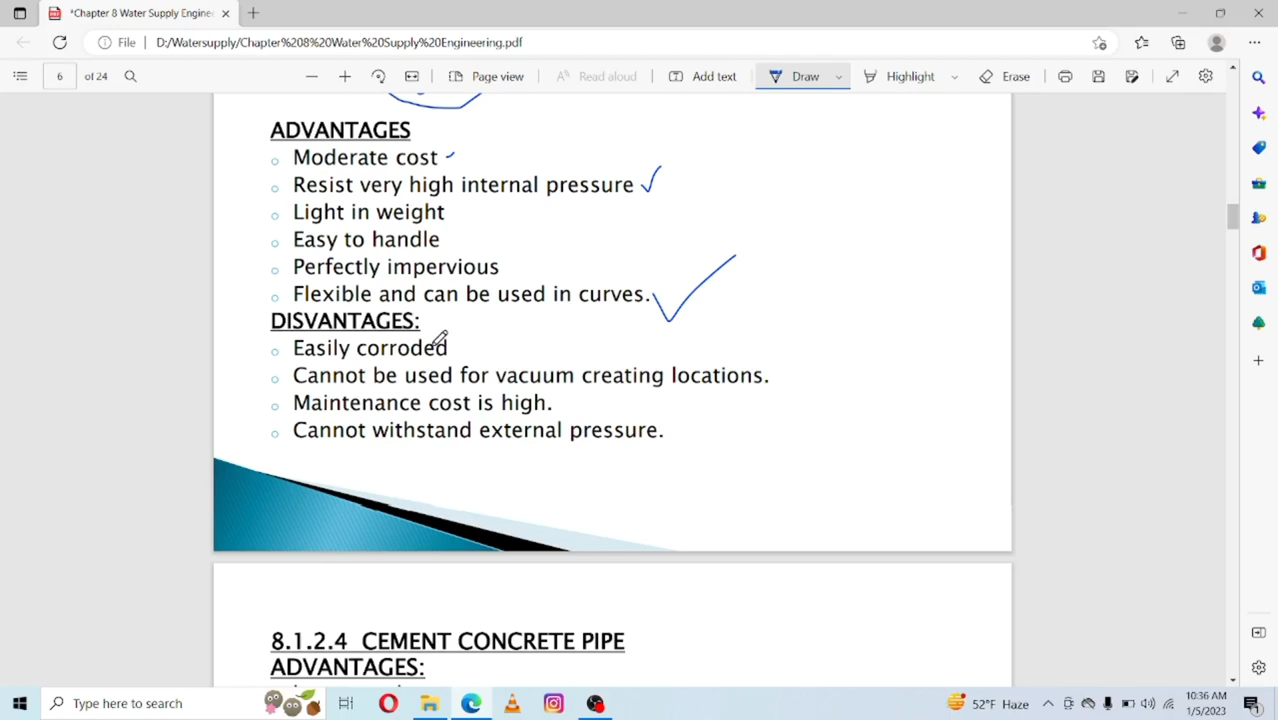 *Chapter 8 Water Supply Enginee
File D:/Watersupply/Chapter%208%20Water%20Supply%20Engineering.pdf
6 of 24 Page view Read aloud Add text Draw Highlight Erase
ADVANTAGES
Moderate cost
Resist very high internal pressure
Light in weight
Easy to handle
Perfectly impervious
Flexible and can be used in curves.
DISVANTAGES:
Easily corroded
Cannot be used for vacuum creating locations.
Maintenance cost is high.
Cannot withstand external pressure.
8.1.2.4 CEMENT CONCRETE PIPE
ADVANTAGES:
Type here to search
52°F Haze
10:36 AM
1/5/2023